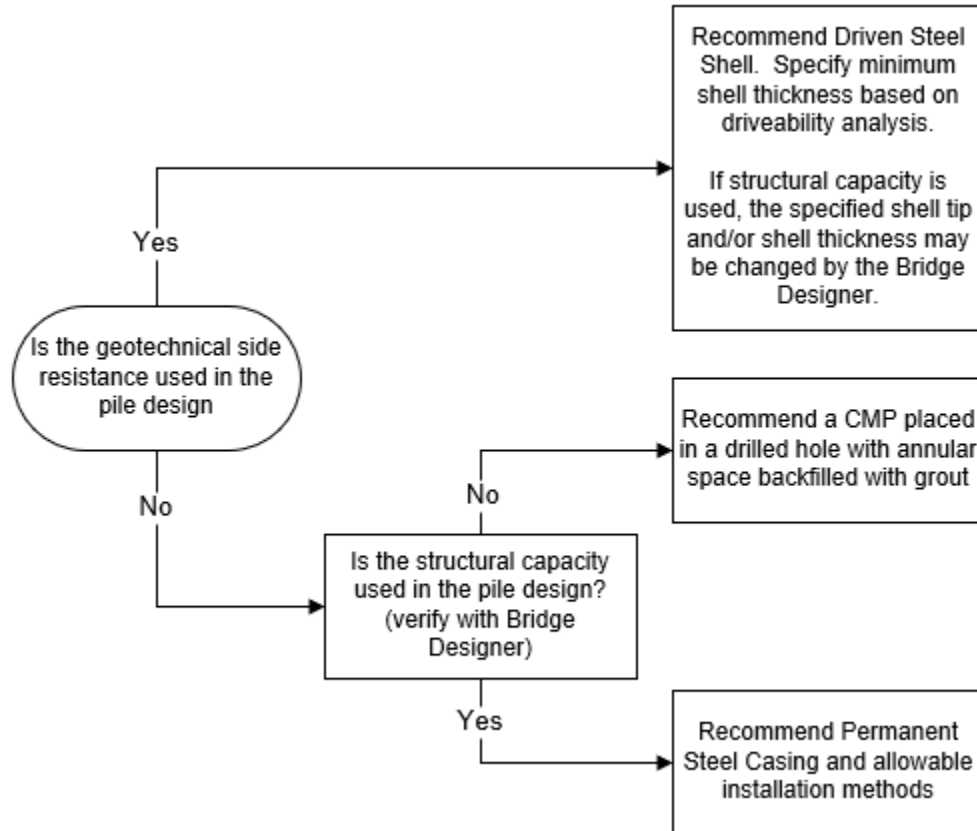 Recommend Driven Steel
Shell.  Specify minimum
shell thickness based on
driveability analysis.
If structural capacity is
used, the specified shell tip
and/or shell thickness may
be changed by the Bridge
Designer.
Yes
Is the geotechnical side
resistance used in the
pile design
Recommend a CMP placed
in a drilled hole with annular
space backfilled with grout
No
No
Is the structural capacity
used in the pile design?
(verify with Bridge
Designer)
Yes
Recommend Permanent
Steel Casing and allowable
installation methods